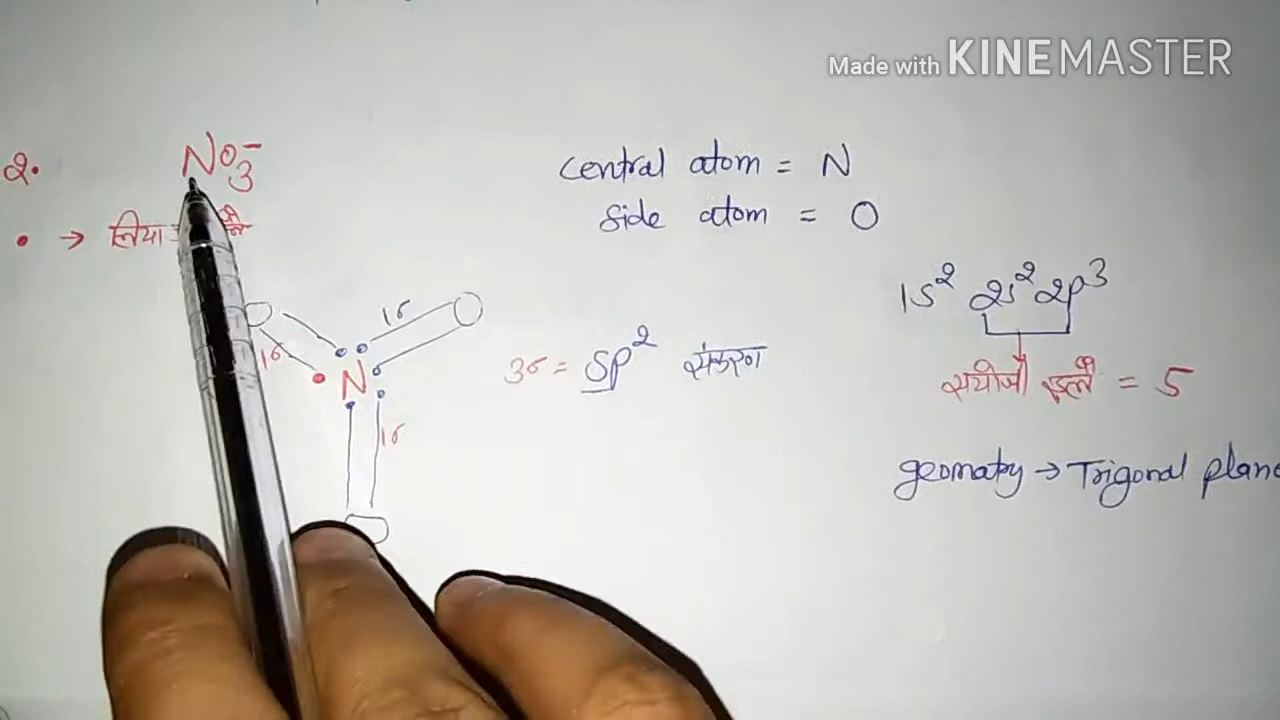 Made with KINEMASTER
2. NO3⁻
• → लिया
central atom = N
side atom = O
1s² 2s² 2p³
1σ
1σ
N
3σ = sp² संकरण
संयोजी इलै = 5
1σ
geomatry → Trigonal plane